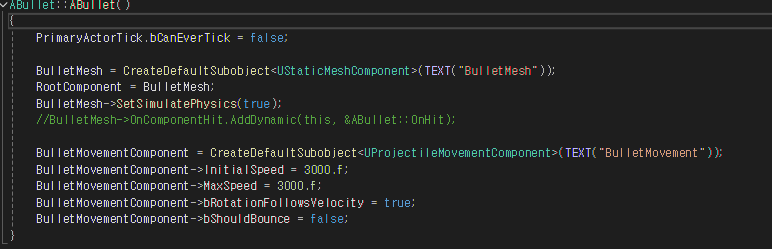 ABullet::ABullet()
{
PrimaryActorTick.bCanEverTick = false;
BulletMesh = CreateDefaultSubobject<UStaticMeshComponent>(TEXT("BulletMesh"));
RootComponent = BulletMesh;
BulletMesh->SetSimulatePhysics(true);
//BulletMesh->OnComponentHit.AddDynamic(this, &ABullet::OnHit);
BulletMovementComponent = CreateDefaultSubobject<UProjectileMovementComponent>(TEXT("BulletMovement"));
BulletMovementComponent->InitialSpeed = 3000.f;
BulletMovementComponent->MaxSpeed = 3000.f;
BulletMovementComponent->bRotationFollowsVelocity = true;
BulletMovementComponent->bShouldBounce = false;
}